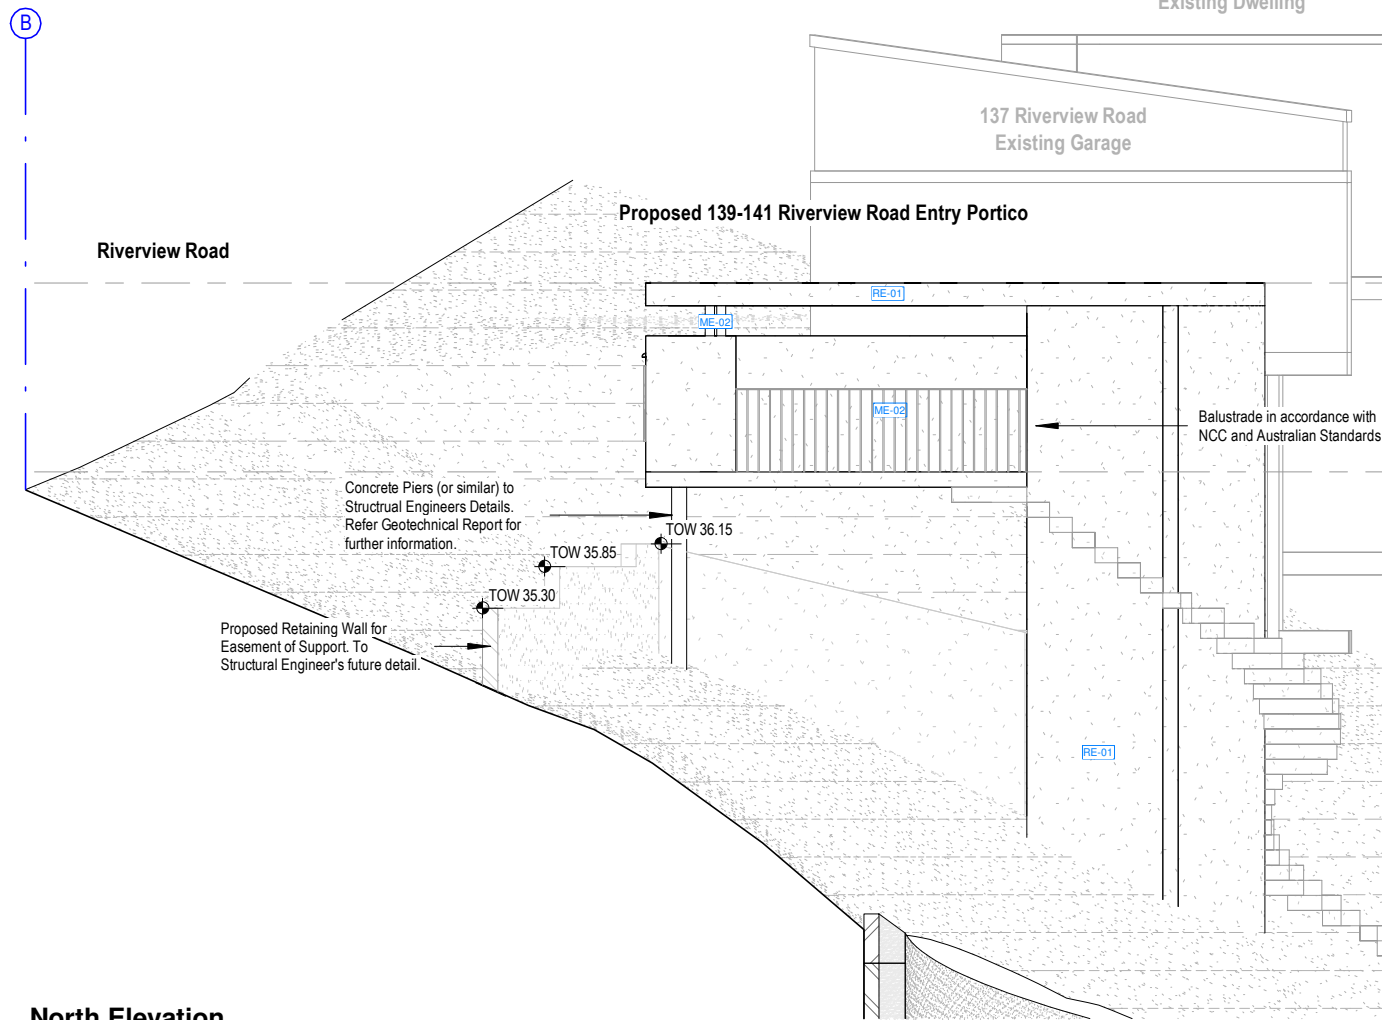 Existing Dwelling
B
137 Riverview Road
Existing Garage
Proposed 139-141 Riverview Road Entry Portico
Riverview Road
RE-01
ME-02
ME-02
Balustrade in accordance with
NCC and Australian Standards
Concrete Piers (or similar) to
Structrual Engineers Details.
Refer Geotechnical Report for
further information.
TOW 36.15
TOW 35.85
TOW 35.30
Proposed Retaining Wall for
Easement of Support. To
Structural Engineer's future detail.
RE-01
North Elevation